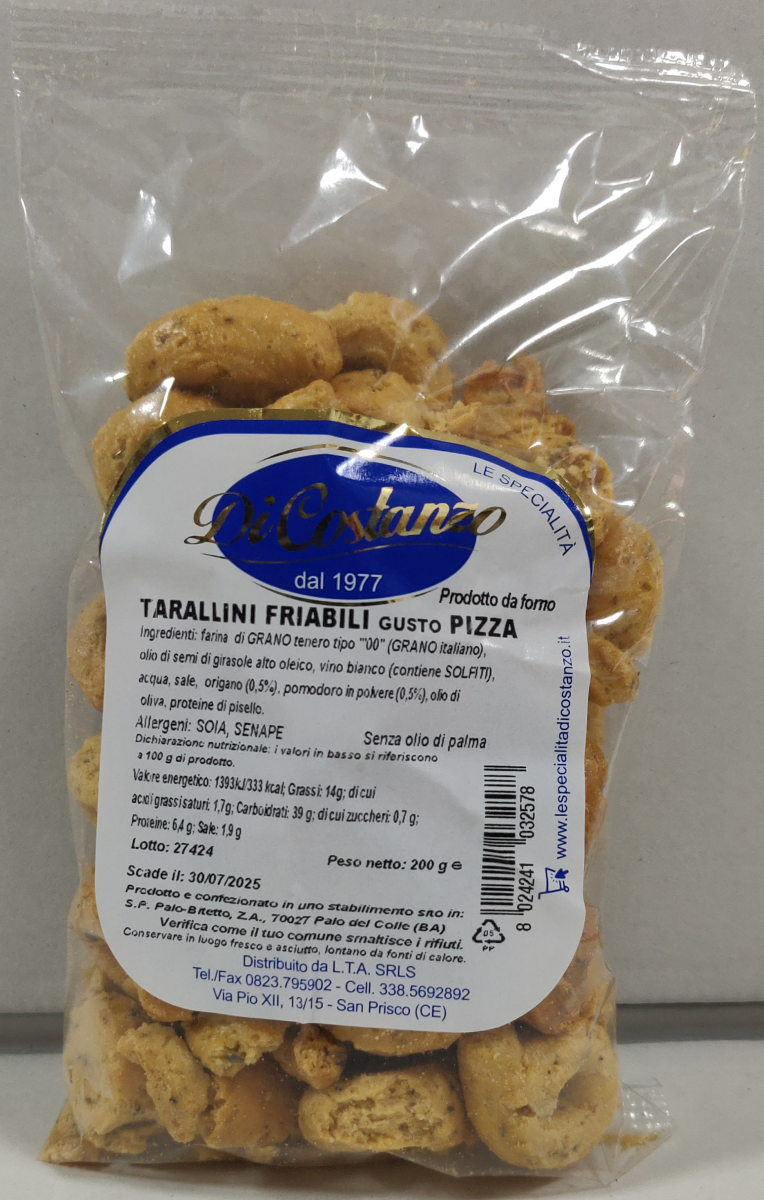 LE SPECIALITÀ
Di Costanzo
dal 1977
Prodotto da forno
TARALLINI FRIABILI GUSTO PIZZA
Ingredienti: farina di GRANO tenero tipo "'00" (GRANO italiano),
olio di semi di girasole alto oleico, vino bianco (contiene SOLFITI),
acqua, sale, origano (0,5%), pomodoro in polvere (0,5%), olio di
oliva, proteine di pisello.
Allergeni: SOIA, SENAPE
Senza olio di palma
Dichiarazione nutrizionale: i valori in basso si riferiscono
a 100 g di prodotto.
Valore energetico: 1393kJ/333 kcal; Grassi: 14g; di cui
acidi grassi saturi: 1,7g; Carboidrati: 39 g; di cui zuccheri: 0,7 g;
Proteine: 6,4 g; Sale: 1,9 g
Lotto: 27424
Peso netto: 200 g e
Scade il: 30/07/2025
Prodotto e confezionato in uno stabilimento sito in:
S.P. Palo-Bitetto, Z.A., 70027 Palo del Colle (BA)
Verifica come il tuo comune smaltisce i rifiuti.
Conservare in luogo fresco e asciutto, lontano da fonti di calore.
Distribuito da L.T.A. SRLS
Tel./Fax 0823.795902 - Cell. 338.5692892
Via Pio XII, 13/15 - San Prisco (CE)
8 024241 032578
www.lespecialitadicostanzo.it
05
PP